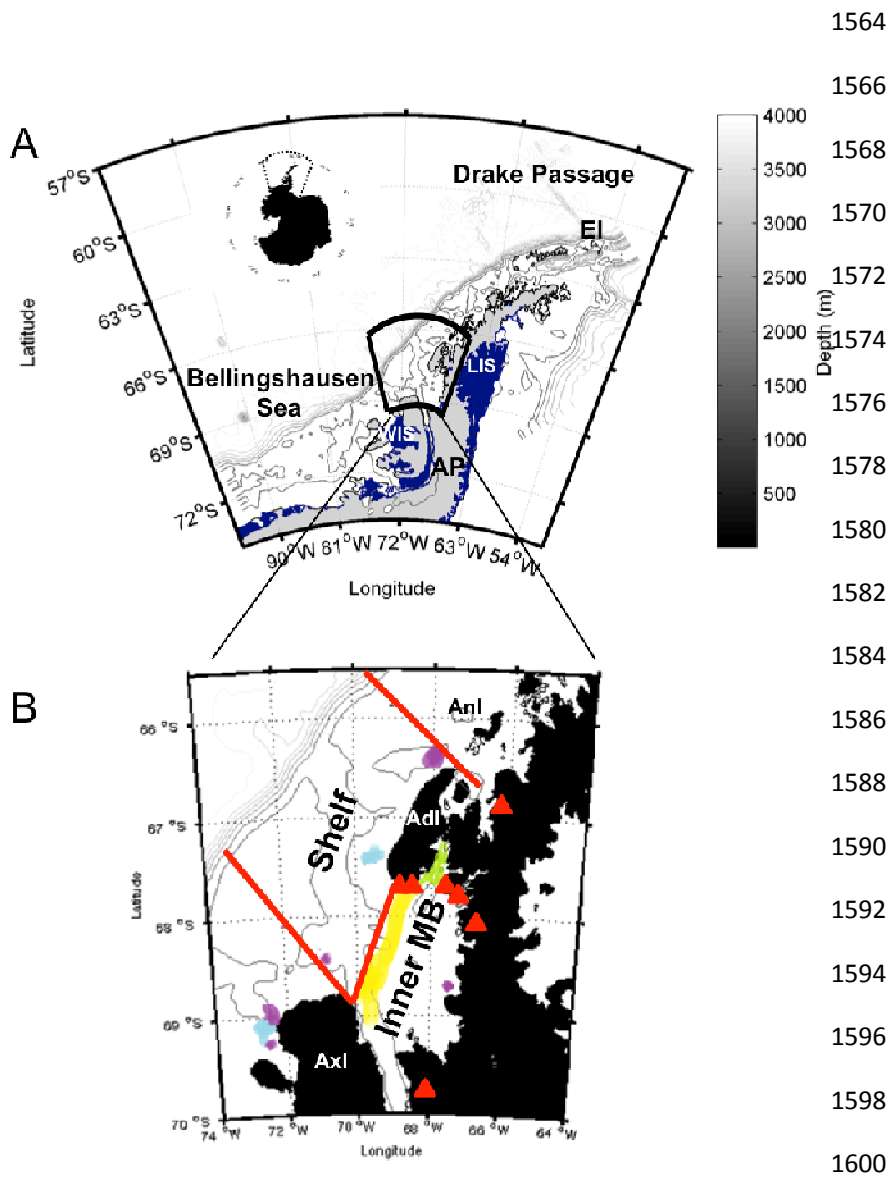 1564
1566
1568
1570
1572
1574
1576
1578
1580
1582
1584
1586
1588
1590
1592
1594
1596
1598
1600
A
Drake Passage
EI
LIS
Bellingshausen
Sea
WIS
AP
57°S
60°S
63°S
66°S
69°S
72°S
Latitude
90°W 81°W 72°W 63°W 54°W
Longitude
4000
3500
3000
2500
2000
1500
1000
500
Depth (m)
B
AnI
AdI
Shelf
Inner MB
AxI
66°S
67°S
68°S
69°S
70°S
Latitude
74°W 72°W 70°W 68°W 66°W 64°W
Longitude